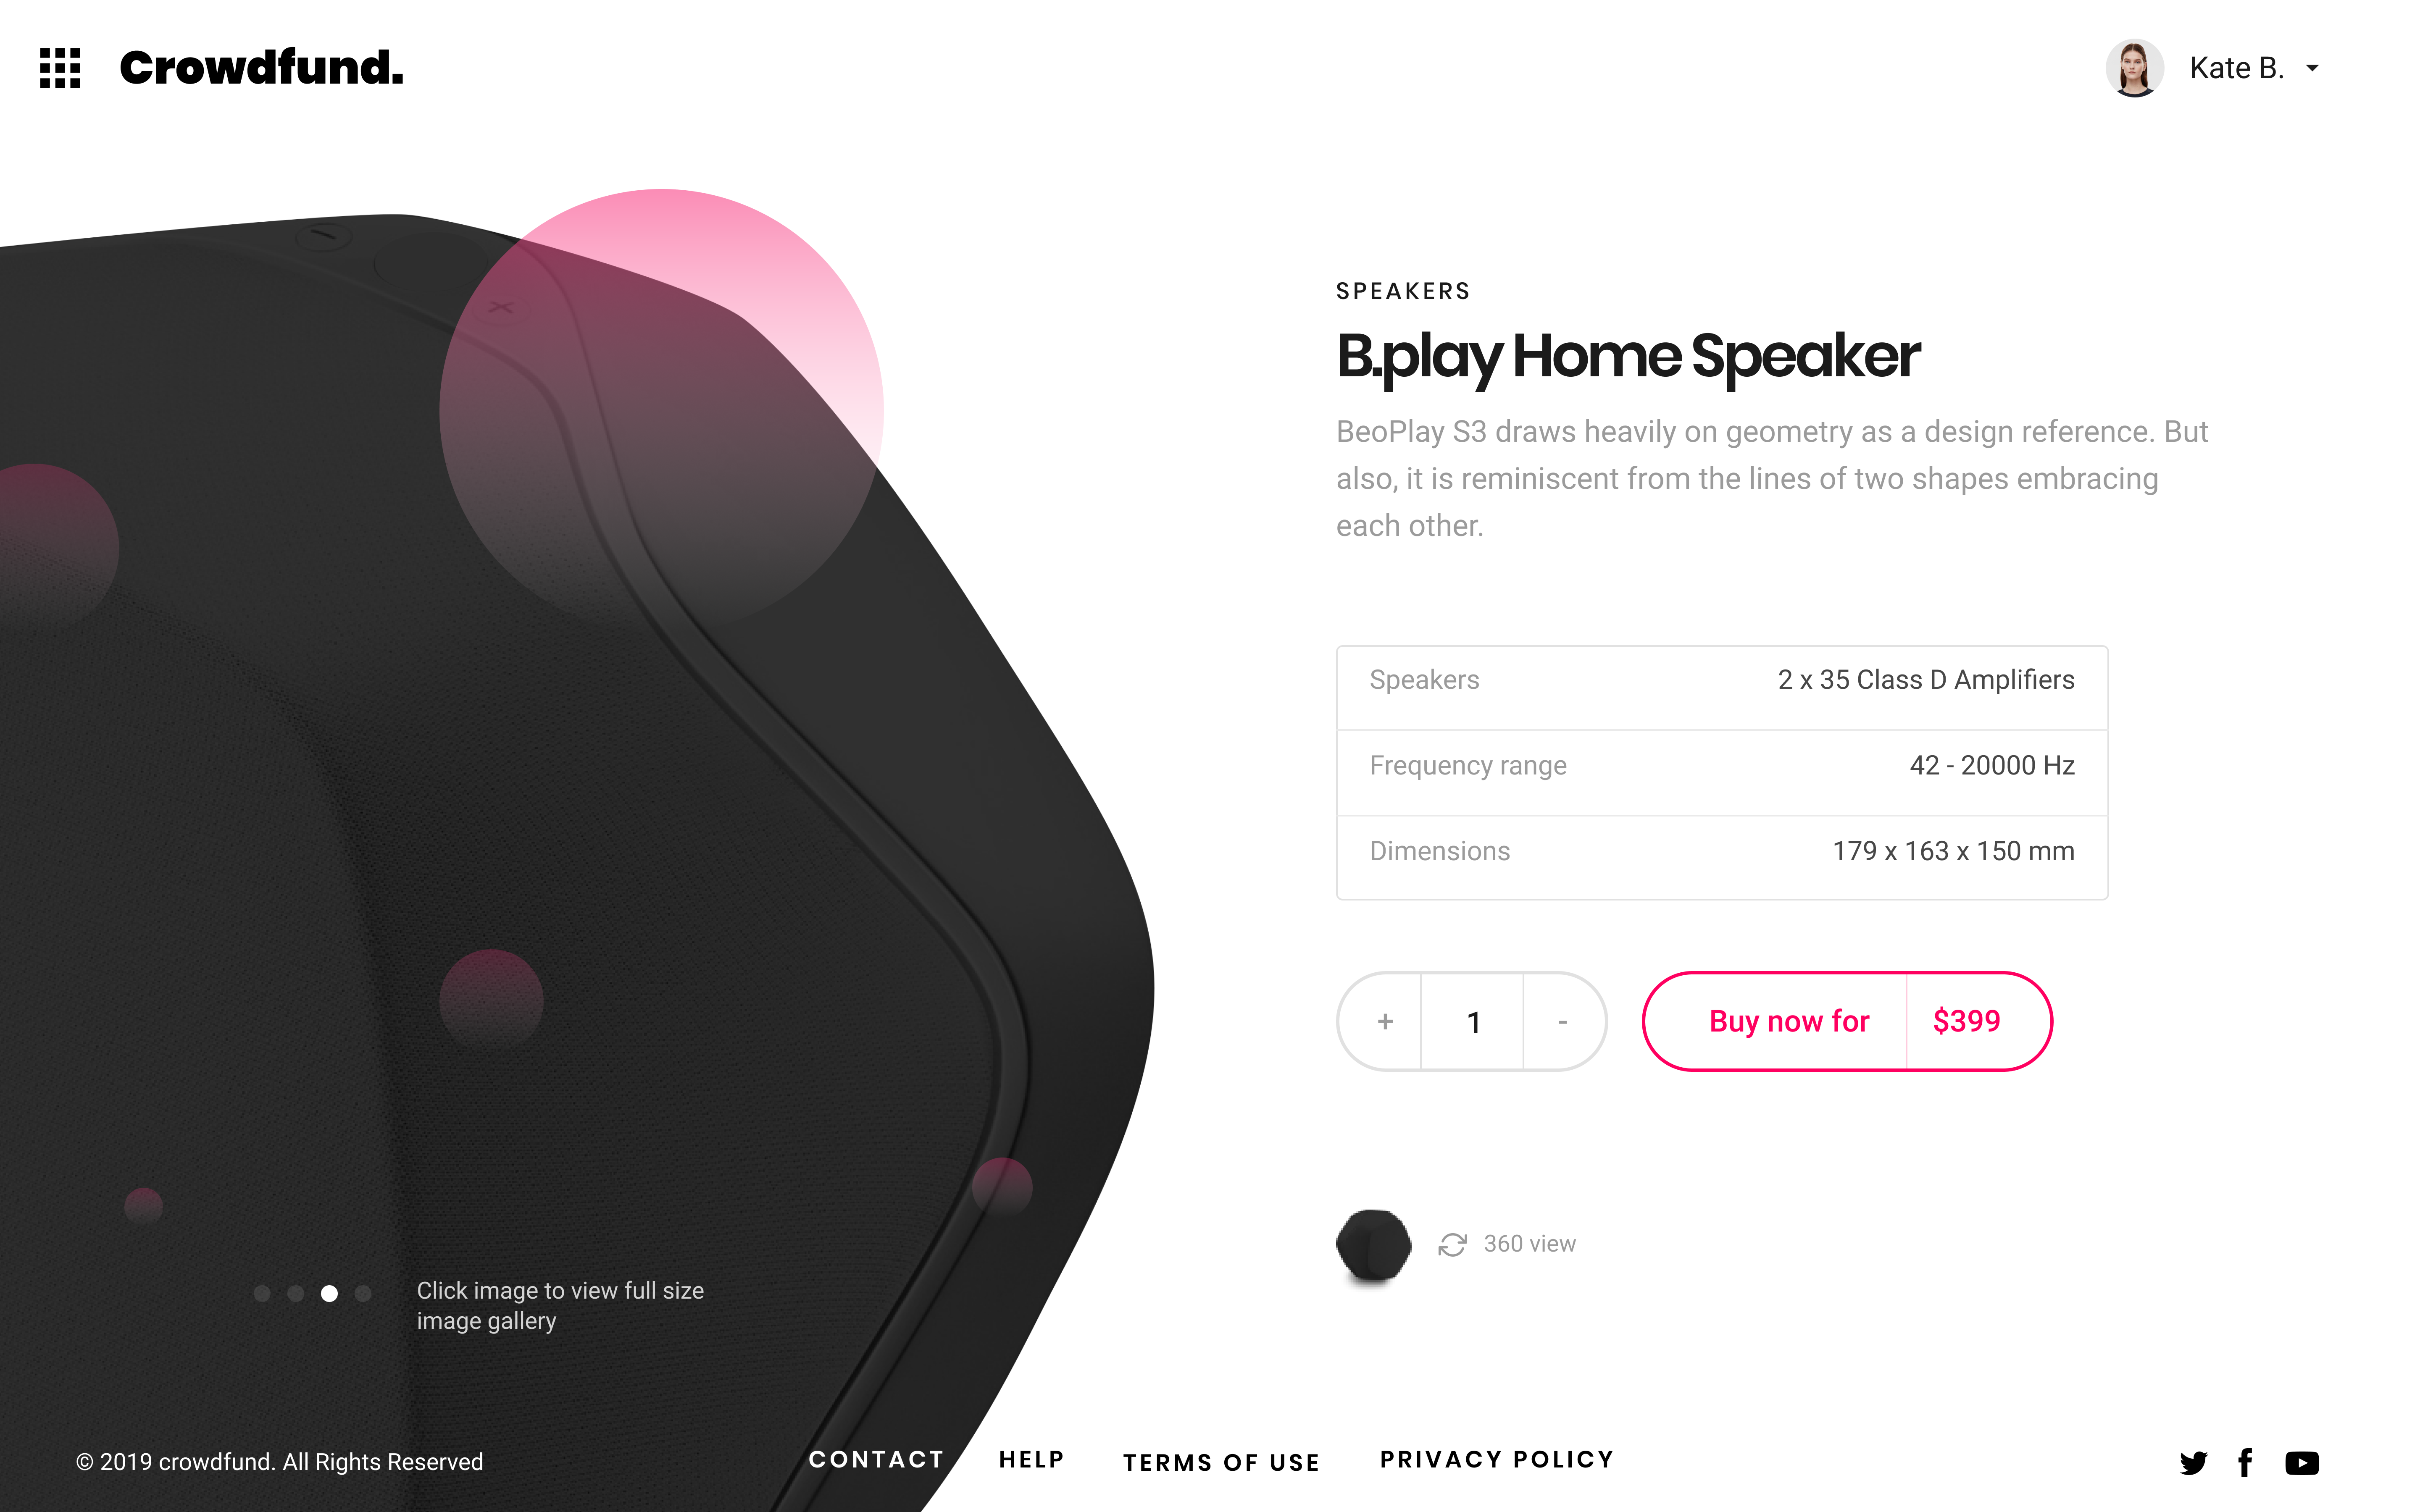 Crowdfund.
Kate B.
SPEAKERS
B.play Home Speaker
BeoPlay S3 draws heavily on geometry as a design reference. But
also, it is reminiscent from the lines of two shapes embracing
each other.
Speakers 2 x 35 Class D Amplifiers
Frequency range 42 - 20000 Hz
Dimensions 179 x 163 x 150 mm
+ 1 -
Buy now for $399
360 view
Click image to view full size
image gallery
© 2019 crowdfund. All Rights Reserved
CONTACT HELP TERMS OF USE PRIVACY POLICY